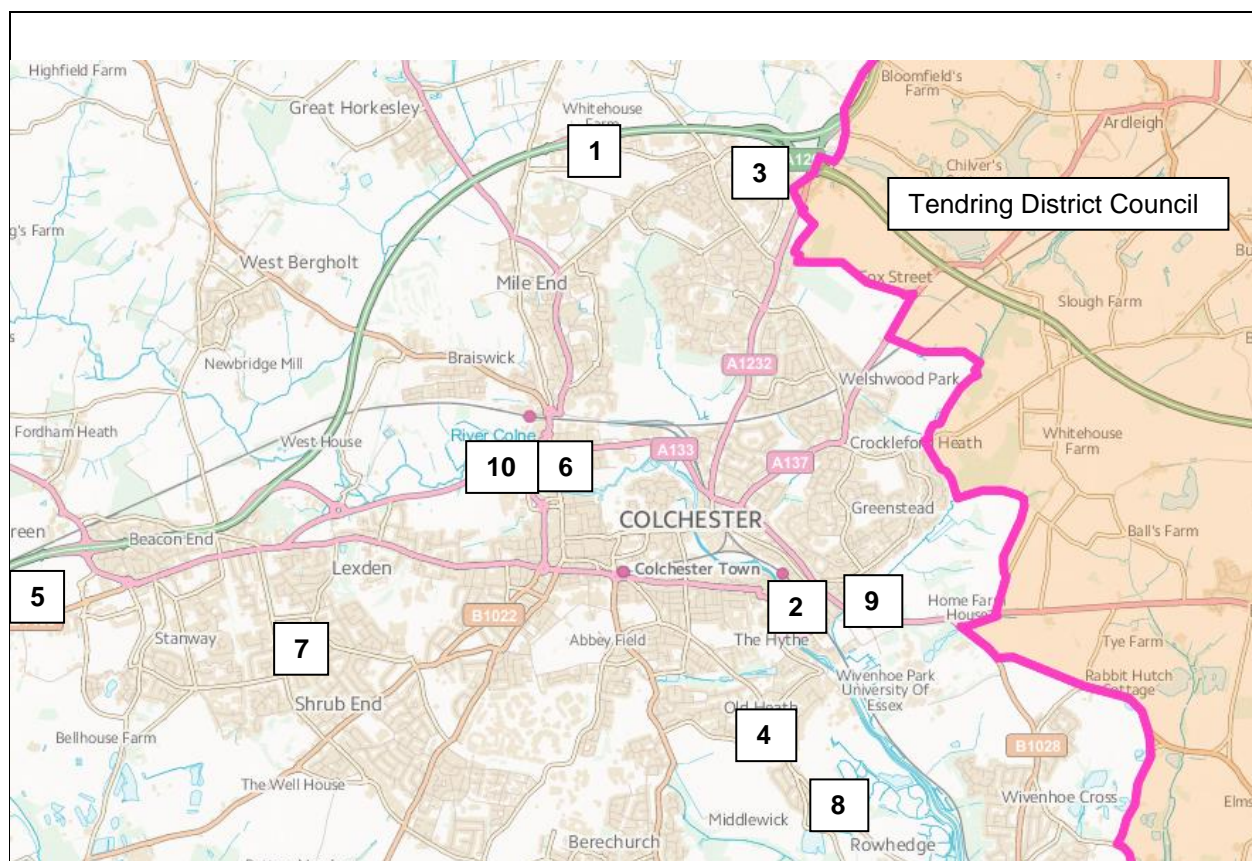 Highfield Farm
Great Horkesley
Whitehouse
1
3
Bloomfield's
Farm
Ardleigh
Chilver's
Tendring District Council
g's Farm
West Bergholt
Mile End
Fox Street
Slough Farm
Newbridge Mill
Braiswick
A1232
Welshwood Park
Fordham Heath
West House
River Colne
10
6
A133
A137
Crockleford Heath
Whitehouse
Farm
Greenstead
reen
Beacon End
COLCHESTER
Ball's Farm
Lexden
Colchester Town
5
B1022
2
9
Home Farm
House
Stanway
7
Abbey Field
The Hythe
Tye Farm
Wivenhoe Park
University Of
Essex
Rabbit Hutch
Cottage
Shrub End
Old Heath
4
Bellhouse Farm
B1028
The Well House
8
Wivenhoe Cross
Elms
Middlewick
Berechurch
Rowhedge